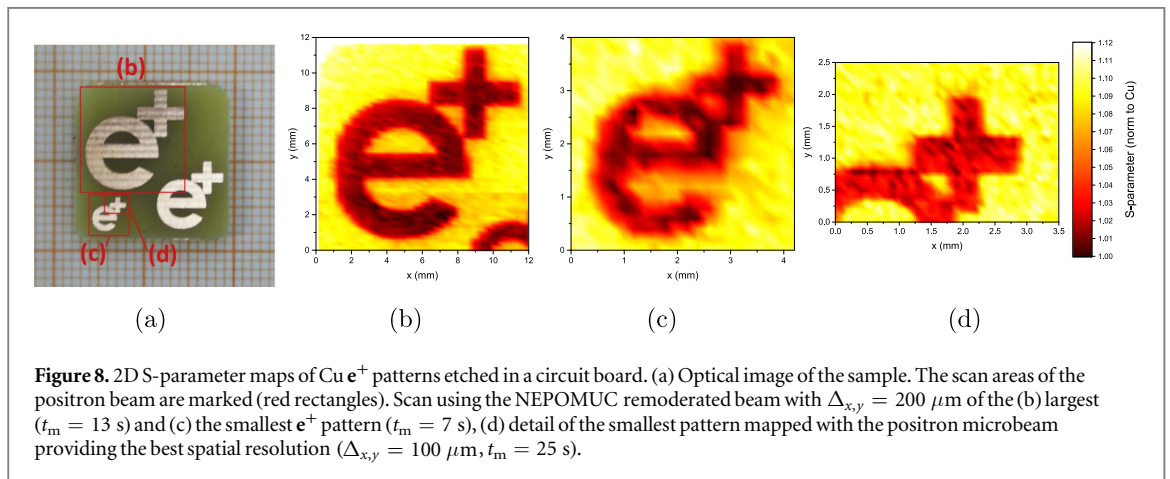 (b)
(c)
(d)
e+
e+
e+
12
10
8
6
4
2
0
y (mm)
0 2 4 6 8 10 12
x (mm)
e+
4
3
2
1
0
y (mm)
0 1 2 3 4
x (mm)
e+
2.5
2.0
1.5
1.0
0.5
0.0
y (mm)
0.0 0.5 1.0 1.5 2.0 2.5 3.0 3.5
x (mm)
1.12
1.11
1.10
1.09
1.08
1.07
1.06
1.05
1.04
1.03
1.02
1.01
1.00
S-parameter (norm to Cu)
(a) (b) (c) (d)
Figure 8. 2D S-parameter maps of Cu e⁺ patterns etched in a circuit board. (a) Optical image of the sample. The scan areas of the
positron beam are marked (red rectangles). Scan using the NEPOMUC remoderated beam with Δx,y = 200 μm of the (b) largest
(tm = 13 s) and (c) the smallest e⁺ pattern (tm = 7 s), (d) detail of the smallest pattern mapped with the positron microbeam
providing the best spatial resolution (Δx,y = 100 μm, tm = 25 s).